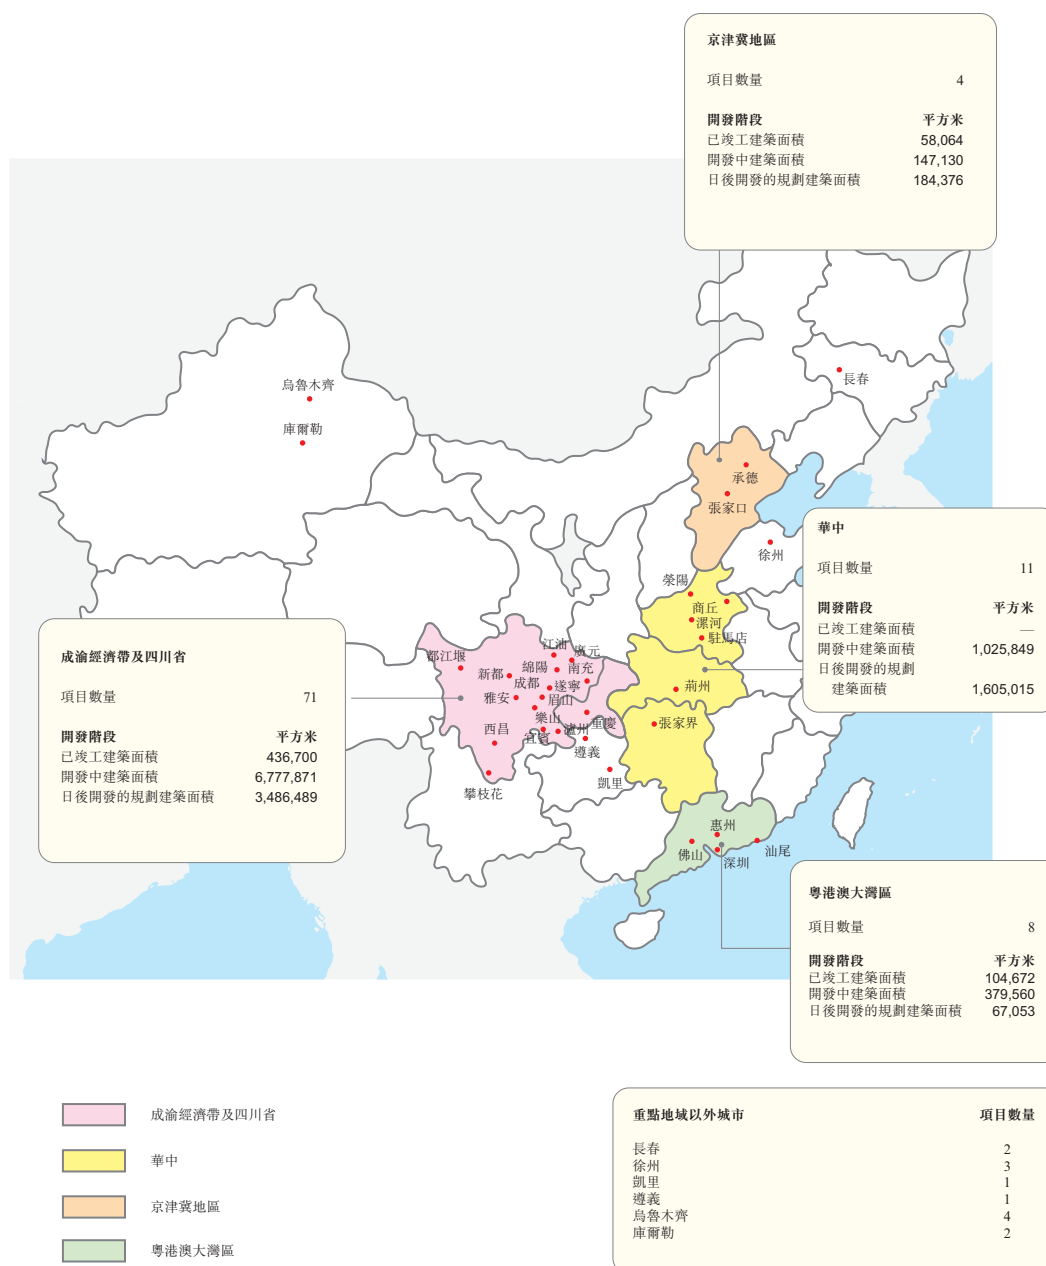 京津冀地區
項目數量 4
開發階段 平方米
已竣工建築面積 58,064
開發中建築面積 147,130
日後開發的規劃建築面積 184,376
烏魯木齊
庫爾勒
長春
承德
張家口
徐州
滎陽
商丘
漯河
駐馬店
荊州
張家界
華中
項目數量 11
開發階段 平方米
已竣工建築面積 —
開發中建築面積 1,025,849
日後開發的規劃
建築面積 1,605,015
成渝經濟帶及四川省
項目數量 71
開發階段 平方米
已竣工建築面積 436,700
開發中建築面積 6,777,871
日後開發的規劃建築面積 3,486,489
都江堰
江油
廣元
綿陽
南充
新都
成都
遂寧
雅安
眉山
樂山
重慶
西昌
宜賓
瀘州
遵義
凱里
攀枝花
惠州
佛山
深圳
汕尾
粵港澳大灣區
項目數量 8
開發階段 平方米
已竣工建築面積 104,672
開發中建築面積 379,560
日後開發的規劃建築面積 67,053
成渝經濟帶及四川省
華中
京津冀地區
粵港澳大灣區
重點地域以外城市 項目數量
長春 2
徐州 3
凱里 1
遵義 1
烏魯木齊 4
庫爾勒 2